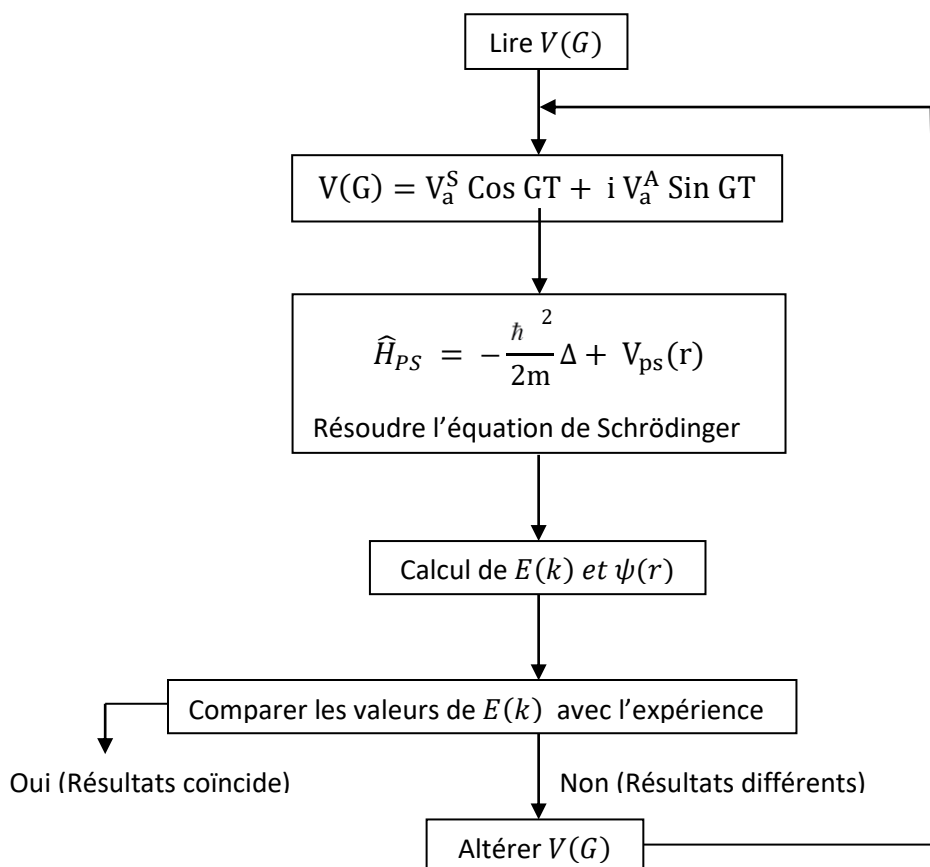 Lire V(G)
V(G) = V_a^S Cos GT + i V_a^A Sin GT
Ĥ_PS = −ħ²/2m Δ + V_ps(r)
Résoudre l’équation de Schrödinger
Calcul de E(k) et ψ(r)
Comparer les valeurs de E(k) avec l’expérience
Oui (Résultats coïncide)
Non (Résultats différents)
Altérer V(G)